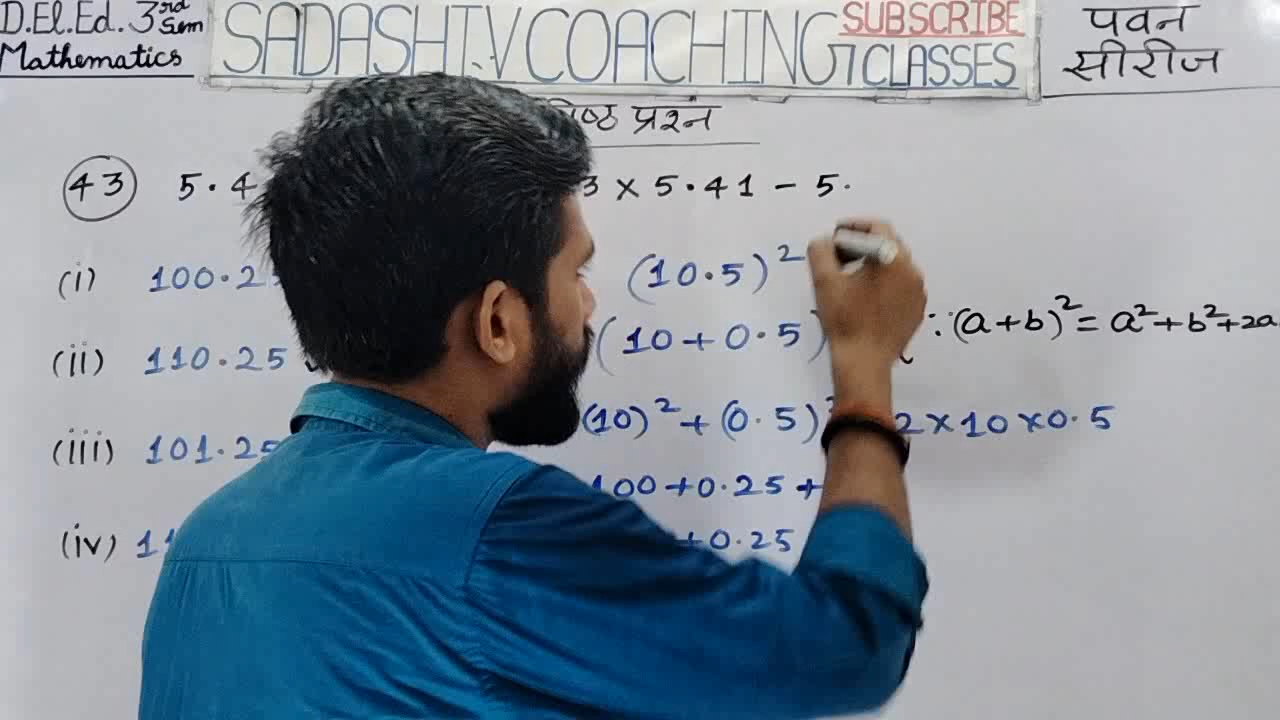 D.El.Ed. 3rd Sem
Mathematics
SADASHIV COACHING CLASSES
SUBSCRIBE
पवन
सीरीज
प्रश्न
43 5.4 3 × 5.41 - 5.
(i) 100.2 (10.5)²
(ii) 110.25 (10 + 0.5) ∵ (a+b)² = a² + b² + 2a
(iii) 101.25 (10)² + (0.5)² 2 × 10 × 0.5
(iv) 11 100 + 0.25 +
+ 0.25